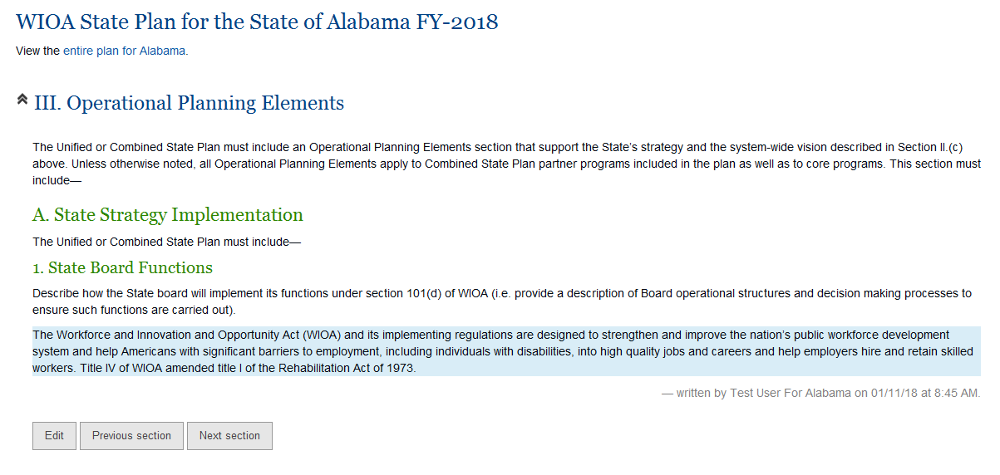 WIOA State Plan for the State of Alabama FY-2018
View the entire plan for Alabama.
III. Operational Planning Elements
The Unified or Combined State Plan must include an Operational Planning Elements section that support the State's strategy and the system-wide vision described in Section II.(c)
above. Unless otherwise noted, all Operational Planning Elements apply to Combined State Plan partner programs included in the plan as well as to core programs. This section must
include—
A. State Strategy Implementation
The Unified or Combined State Plan must include—
1. State Board Functions
Describe how the State board will implement its functions under section 101(d) of WIOA (i.e. provide a description of Board operational structures and decision making processes to
ensure such functions are carried out).
The Workforce and Innovation and Opportunity Act (WIOA) and its implementing regulations are designed to strengthen and improve the nation's public workforce development
system and help Americans with significant barriers to employment, including individuals with disabilities, into high quality jobs and careers and help employers hire and retain skilled
workers. Title IV of WIOA amended title I of the Rehabilitation Act of 1973.
— written by Test User For Alabama on 01/11/18 at 8:45 AM.
Edit Previous section Next section